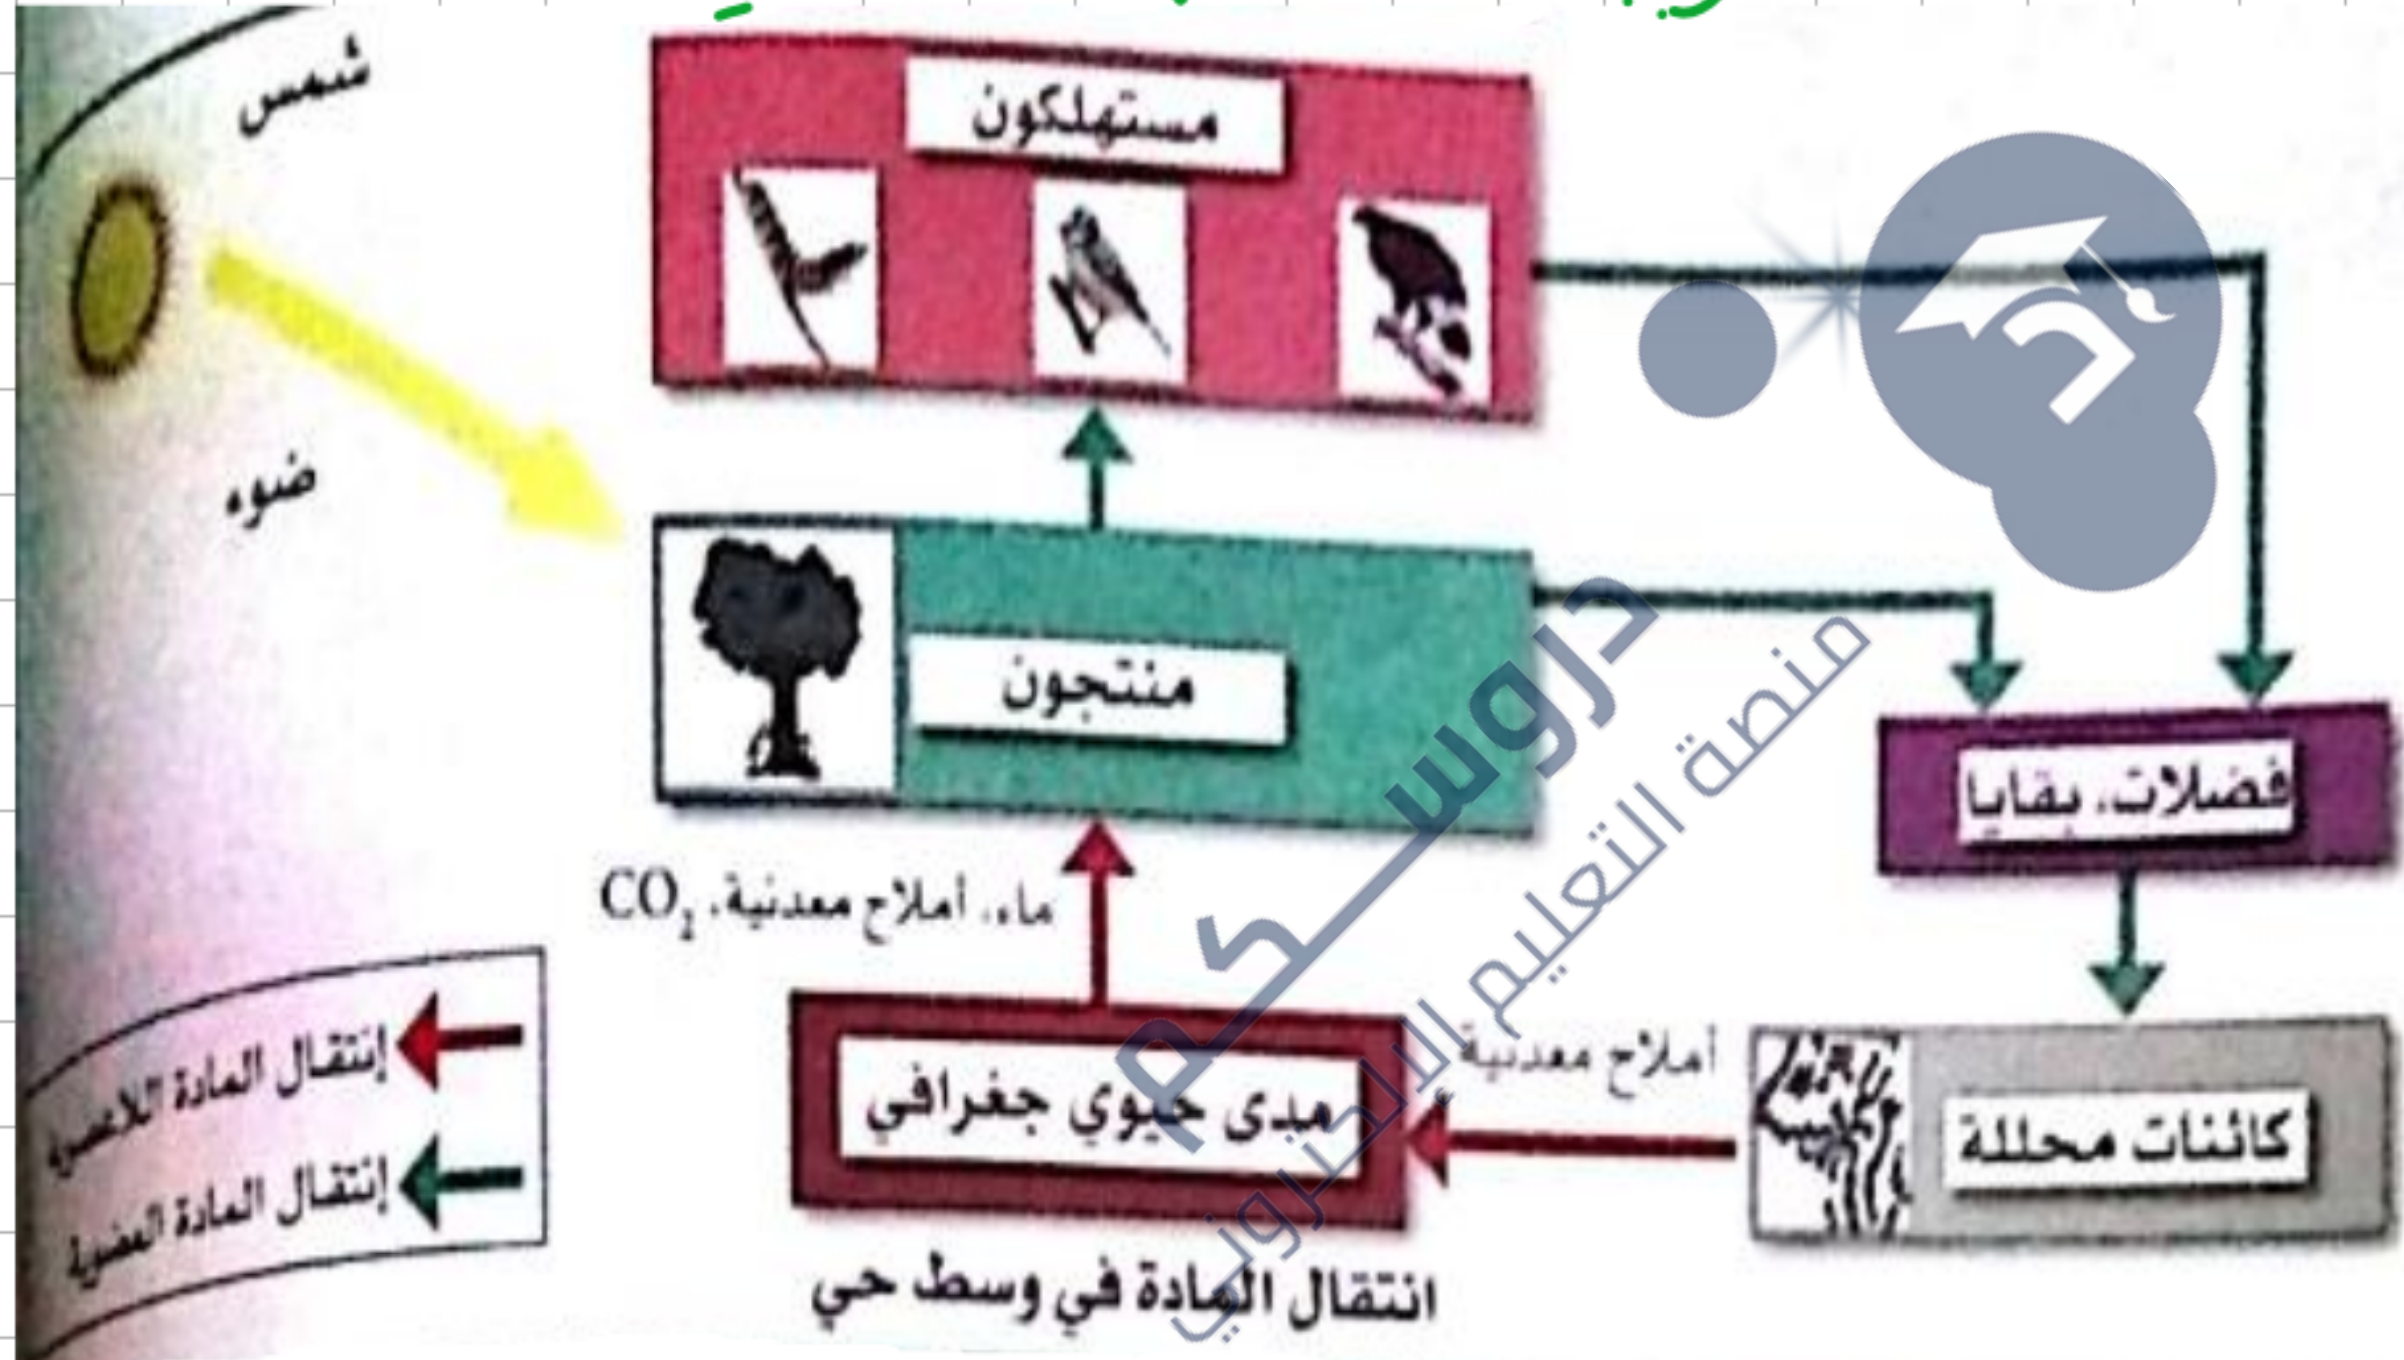 شمس
مستهلكون
ضوء
منتجون
فضلات، بقايا
ماء، أملاح معدنية، CO₂
أملاح معدنية
مدى حيوي جغرافي
كائنات محللة
إنتقال المادة اللاعضوية
إنتقال المادة العضوية
انتقال المادة في وسط حي
دروسكم
منصة التعليم الإلكتروني